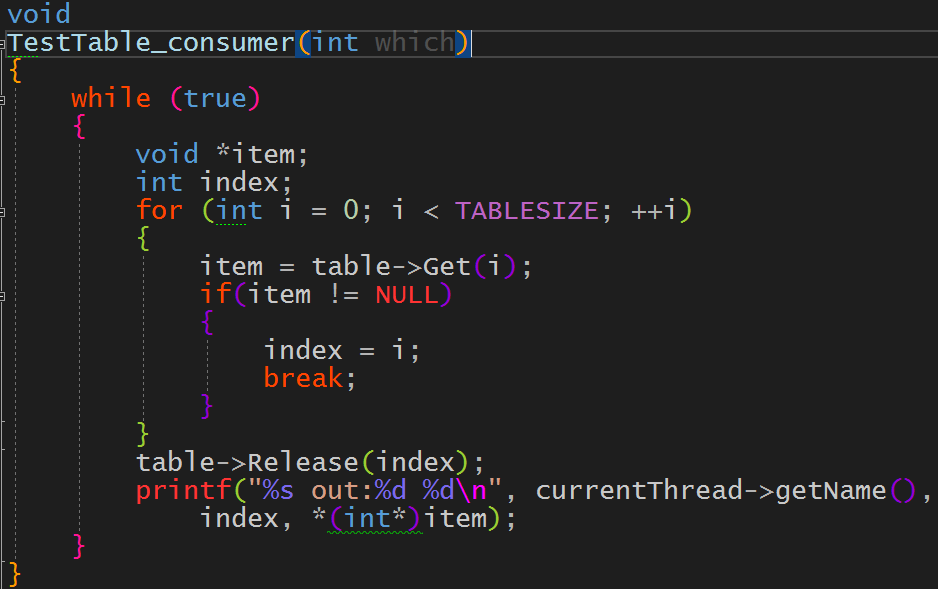 void
TestTable_consumer(int which)
{
    while (true)
    {
        void *item;
        int index;
        for (int i = 0; i < TABLESIZE; ++i)
        {
            item = table->Get(i);
            if(item != NULL)
            {
                index = i;
                break;
            }
        }
        table->Release(index);
        printf("%s out:%d %d\n", currentThread->getName(),
            index, *(int*)item);
    }
}